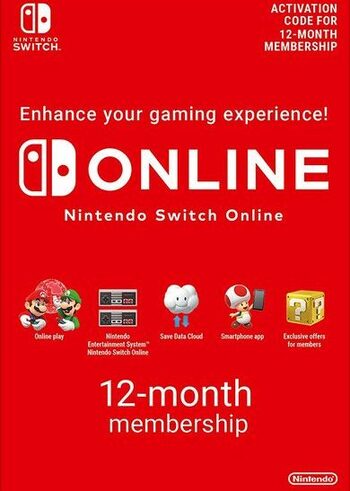 NINTENDO
SWITCH.
ACTIVATION
CODE FOR
12-MONTH
MEMBERSHIP
Enhance your gaming experience!
ONLINE
Nintendo Switch Online
Online play
Nintendo
Entertainment System™
Nintendo Switch Online
Save Data Cloud
Smartphone app
Exclusive offers
for members
12-month
membership
Nintendo